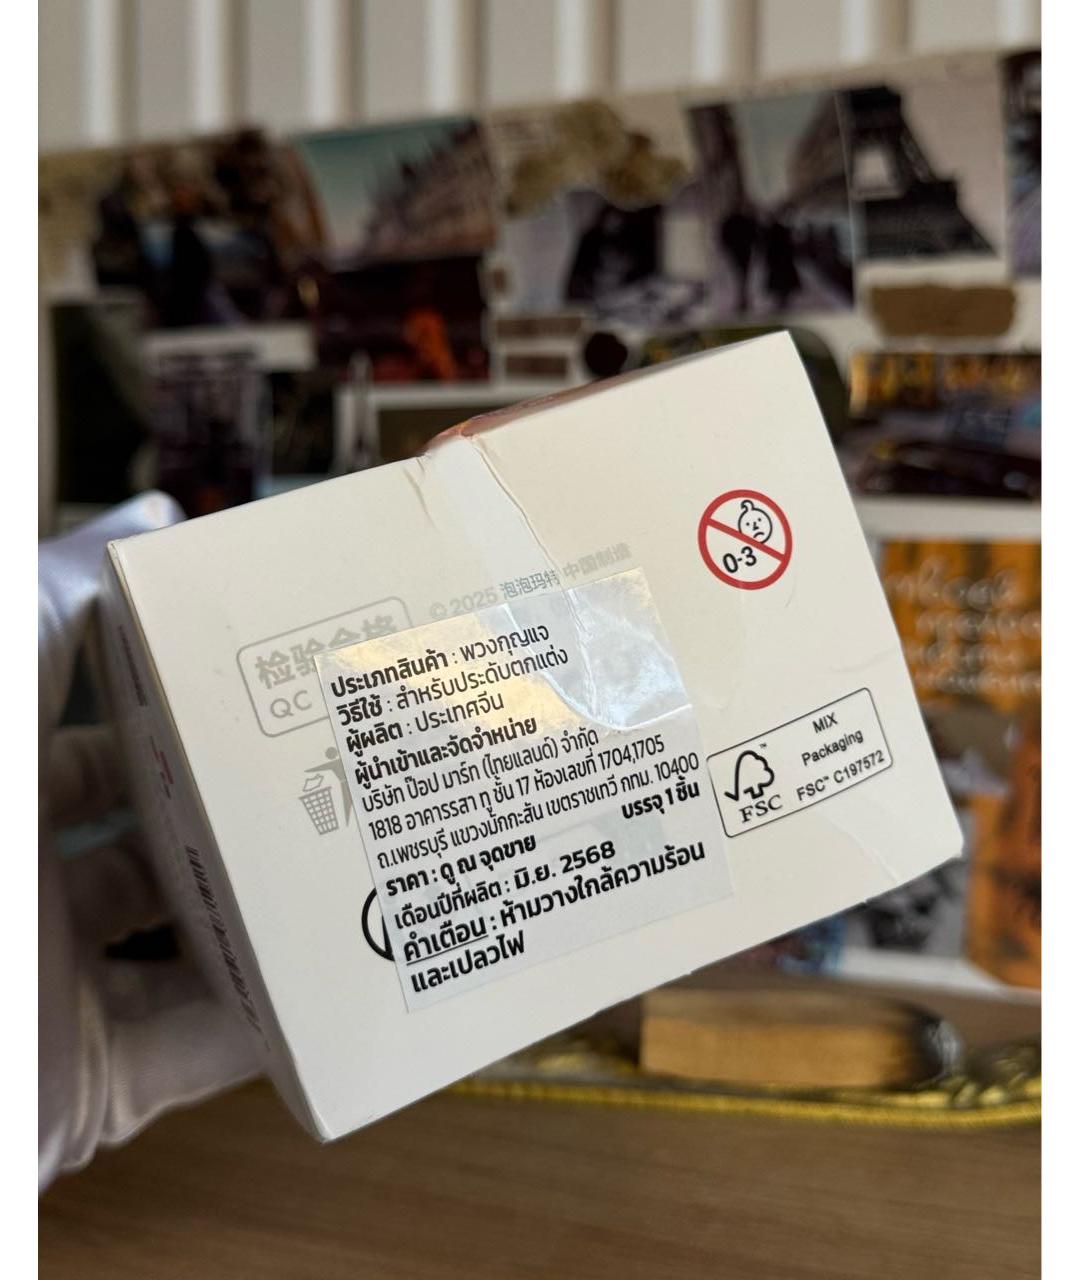 © 2025 泡泡玛特 中国制造
0-3
检验合格
QC
ประเภทสินค้า : พวงกุญแจ
วิธีใช้ : สำหรับประดับตกแต่ง
ผู้ผลิต : ประเทศจีน
ผู้นำเข้าและจัดจำหน่าย
บริษัท ป๊อป มาร์ท (ไทยแลนด์) จำกัด
1818 อาคารรสา ทู ชั้น 17 ห้องเลขที่ 1704,1705
ถ.เพชรบุรี แขวงมักกะสัน เขตราชเทวี กทม. 10400
บรรจุ 1 ชิ้น
ราคา : ดู ณ จุดขาย
เดือนปีที่ผลิต : มิ.ย. 2568
คำเตือน : ห้ามวางใกล้ความร้อน
และเปลวไฟ
MIX
Packaging
FSC™ C197572
FSC